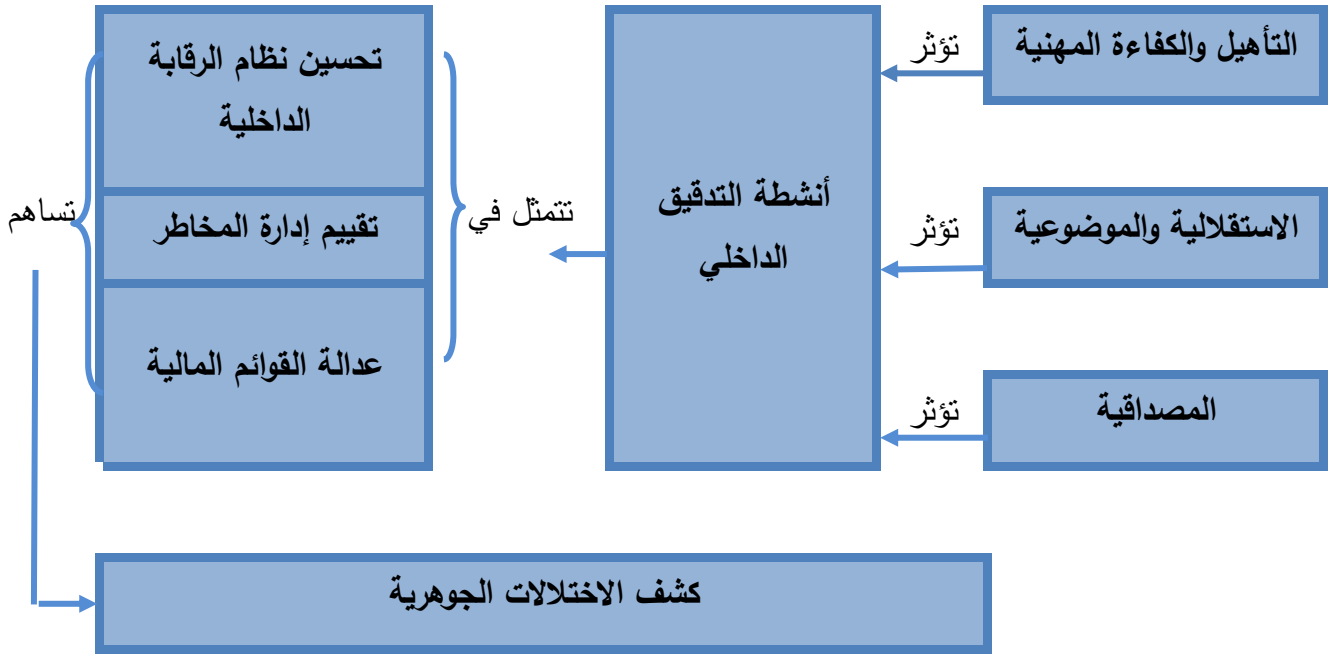 التأهيل والكفاءة المهنية
تؤثر
الاستقلالية والموضوعية
تؤثر
المصداقية
تؤثر
أنشطة التدقيق
الداخلي
تتمثل في
تحسين نظام الرقابة
الداخلية
تقييم إدارة المخاطر
عدالة القوائم المالية
تساهم
كشف الاختلالات الجوهرية